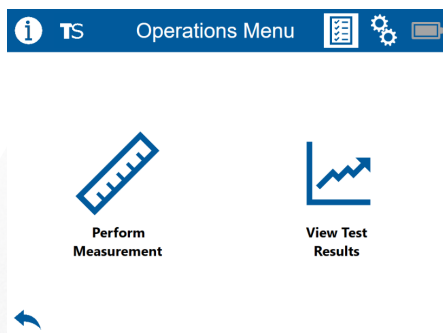 TS
Operations Menu
Perform
Measurement
View Test
Results